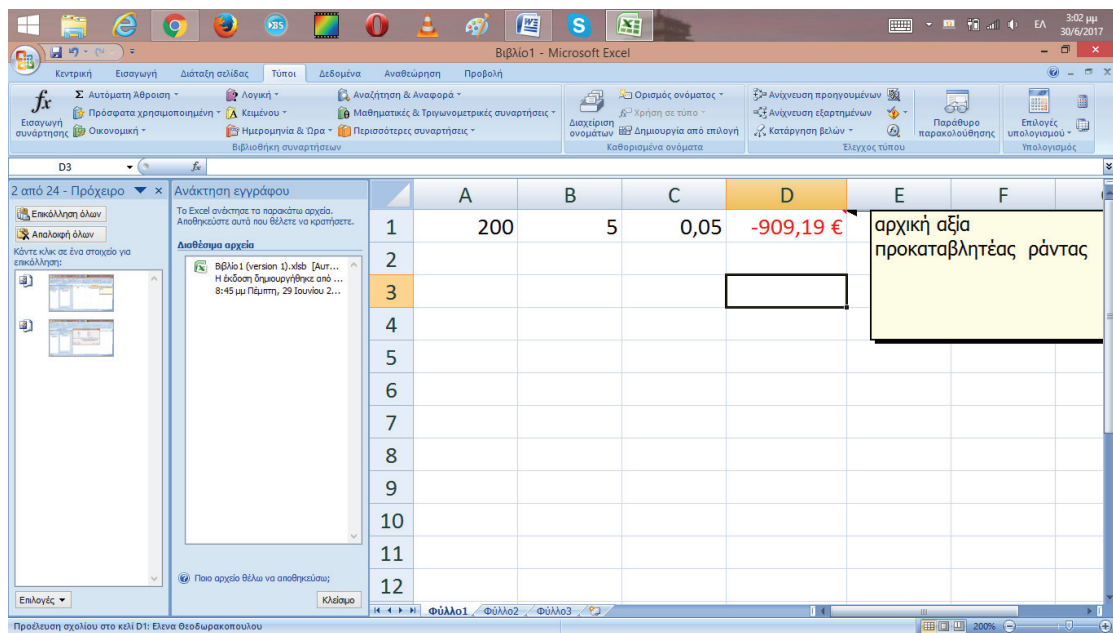 3:02 μμ
ΕΛ
30/6/2017
Βιβλίο1 - Microsoft Excel
Κεντρική Εισαγωγή Διάταξη σελίδας Τύποι Δεδομένα Αναθεώρηση Προβολή
fx
Εισαγωγή
συνάρτησης
Σ Αυτόματη Άθροιση
Πρόσφατα χρησιμοποιημένη
Οικονομική
Λογική
Κειμένου
Ημερομηνία & Ώρα
Αναζήτηση & Αναφορά
Μαθηματικές & Τριγωνομετρικές συναρτήσεις
Περισσότερες συναρτήσεις
Βιβλιοθήκη συναρτήσεων
Διαχείριση
ονομάτων
Ορισμός ονόματος
Χρήση σε τύπο
Δημιουργία από επιλογή
Καθορισμένα ονόματα
Ανίχνευση προηγουμένων
Ανίχνευση εξαρτημένων
Κατάργηση βελών
Έλεγχος τύπου
Παράθυρο
παρακολούθησης
Επιλογές
υπολογισμού
Υπολογισμός
D3 fx
2 από 24 - Πρόχειρο
Επικόλληση όλων
Απαλοιφή όλων
Κάντε κλικ σε ένα στοιχείο για
επικόλληση:
Επιλογές
Ανάκτηση εγγράφου
Το Excel ανέκτησε τα παρακάτω αρχεία.
Αποθηκεύστε αυτά που θέλετε να κρατήσετε.
Διαθέσιμα αρχεία
Βιβλίο1 (version 1).xlsb [Αυτ...
Η έκδοση δημιουργήθηκε από ...
8:45 μμ Πέμπτη, 29 Ιουνίου 2...
Ποιο αρχείο θέλω να αποθηκεύσω;
Κλείσιμο
A B C D E F
1 200 5 0,05 -909,19 €
αρχική αξία
προκαταβλητέας ράντας
2
3
4
5
6
7
8
9
10
11
12
Φύλλο1 Φύλλο2 Φύλλο3
Προέλευση σχολίου στο κελί D1: Ελενα Θεοδωρακοπουλου
200%